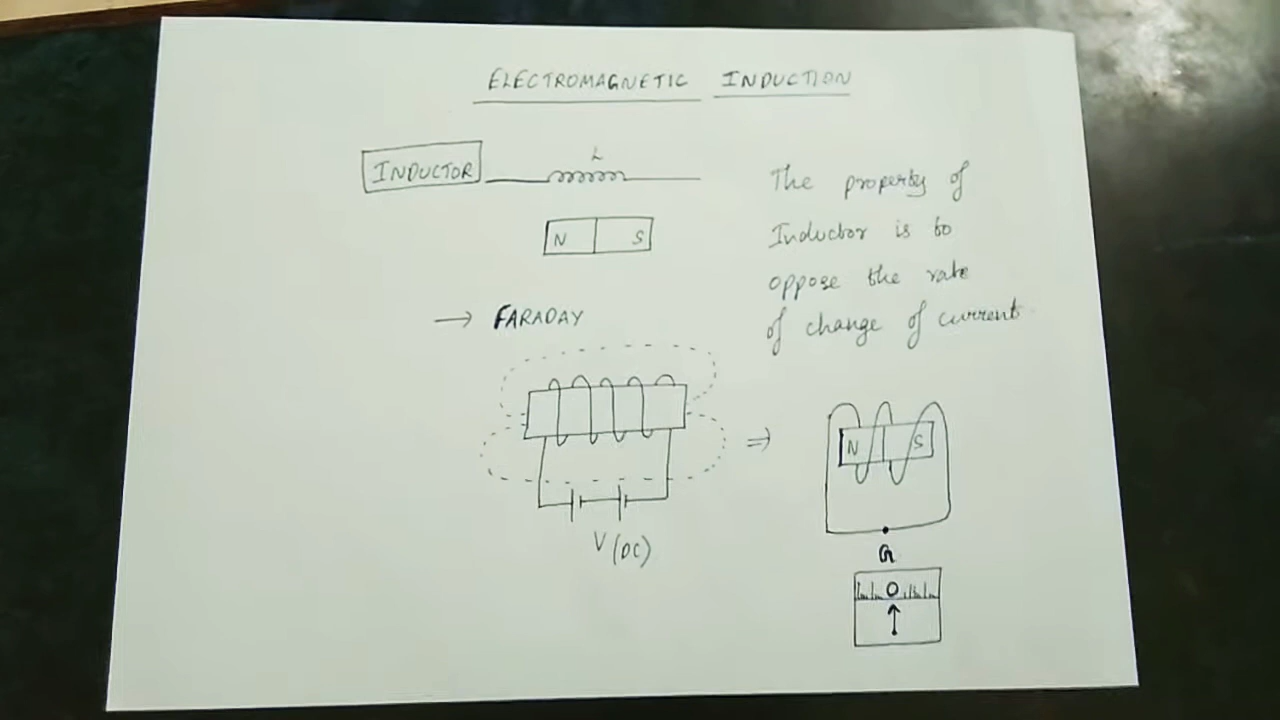 ELECTROMAGNETIC INDUCTION
INDUCTOR
L
N S
The property of
Inductor is to
oppose the rate
of change of current
→ FARADAY
⇒
N S
V (DC)
G
0